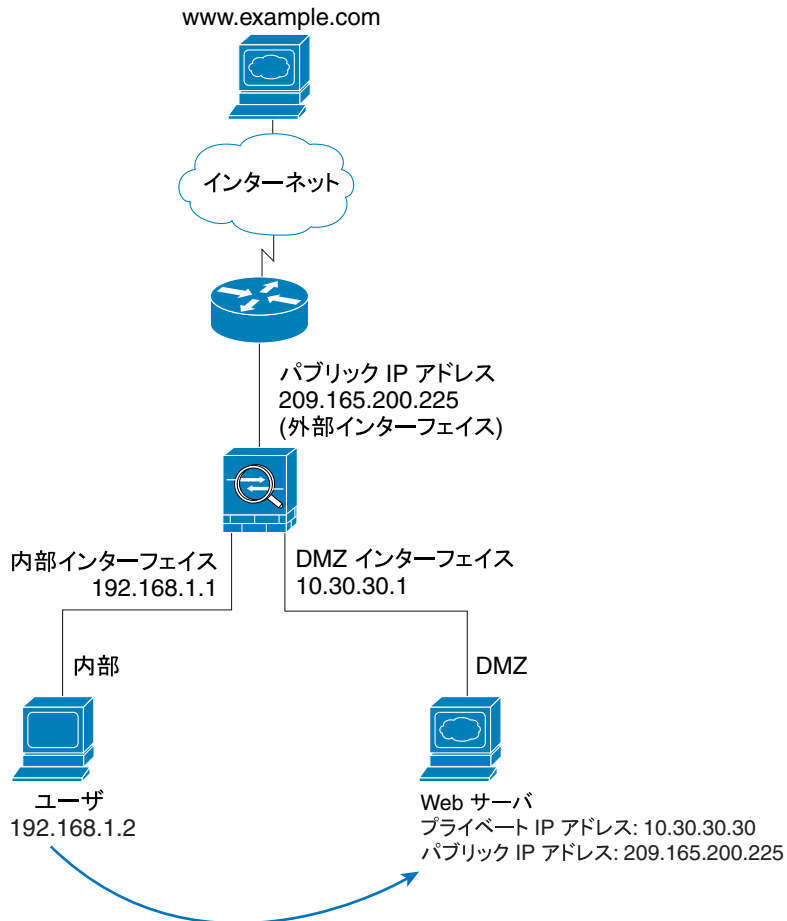 www.example.com
インターネット
パブリック IP アドレス
209.165.200.225
(外部インターフェイス)
内部インターフェイス
192.168.1.1
DMZ インターフェイス
10.30.30.1
内部
DMZ
ユーザ
192.168.1.2
Web サーバ
プライベート IP アドレス: 10.30.30.30
パブリック IP アドレス: 209.165.200.225